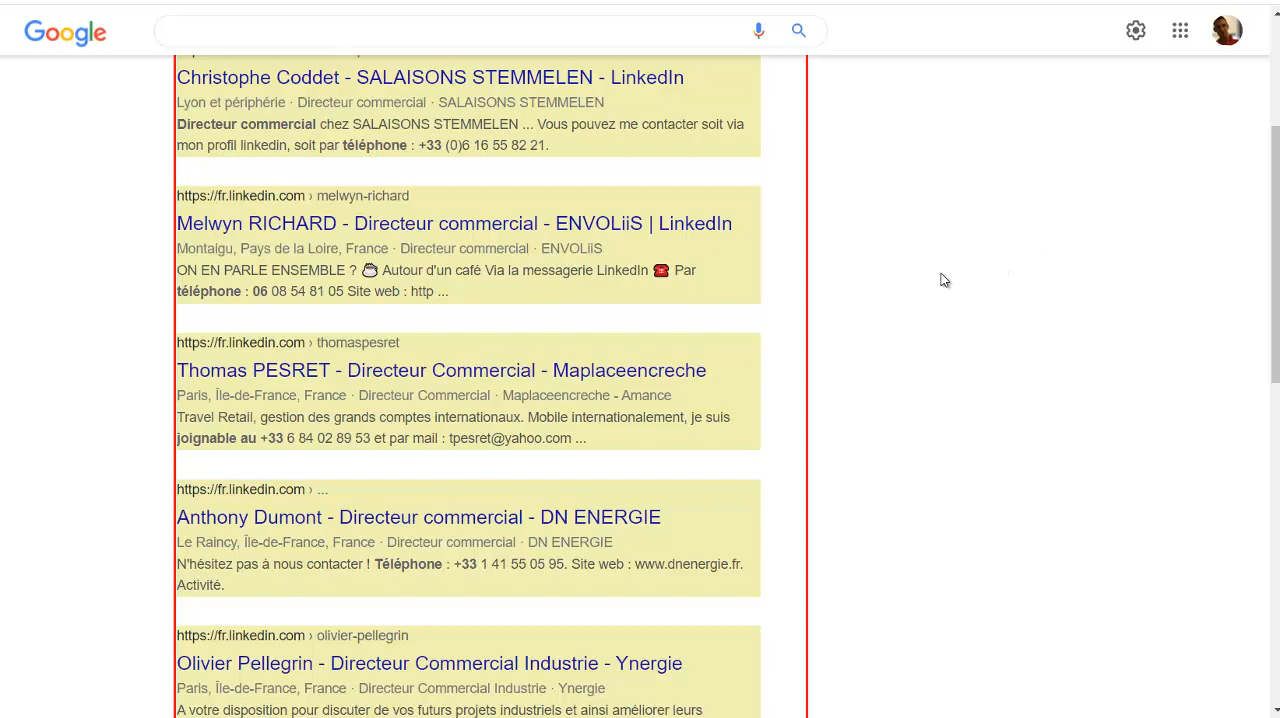 Google
Christophe Coddet - SALAISONS STEMMELEN - LinkedIn
Lyon et périphérie · Directeur commercial · SALAISONS STEMMELEN
Directeur commercial chez SALAISONS STEMMELEN ... Vous pouvez me contacter soit via
mon profil linkedin, soit par téléphone : +33 (0)6 16 55 82 21.
https://fr.linkedin.com › melwyn-richard
Melwyn RICHARD - Directeur commercial - ENVOLiiS | LinkedIn
Montaigu, Pays de la Loire, France · Directeur commercial · ENVOLiiS
ON EN PARLE ENSEMBLE ? ☕ Autour d'un café Via la messagerie LinkedIn ☎️ Par
téléphone : 06 08 54 81 05 Site web : http ...
https://fr.linkedin.com › thomaspesret
Thomas PESRET - Directeur Commercial - Maplaceencreche
Paris, Île-de-France, France · Directeur Commercial · Maplaceencreche - Amance
Travel Retail, gestion des grands comptes internationaux. Mobile internationalement, je suis
joignable au +33 6 84 02 89 53 et par mail : tpesret@yahoo.com ...
https://fr.linkedin.com › ...
Anthony Dumont - Directeur commercial - DN ENERGIE
Le Raincy, Île-de-France, France · Directeur commercial · DN ENERGIE
N'hésitez pas à nous contacter ! Téléphone : +33 1 41 55 05 95. Site web : www.dnenergie.fr.
Activité.
https://fr.linkedin.com › olivier-pellegrin
Olivier Pellegrin - Directeur Commercial Industrie - Ynergie
Paris, Île-de-France, France · Directeur Commercial Industrie · Ynergie
A votre disposition pour discuter de vos futurs projets industriels et ainsi améliorer leurs